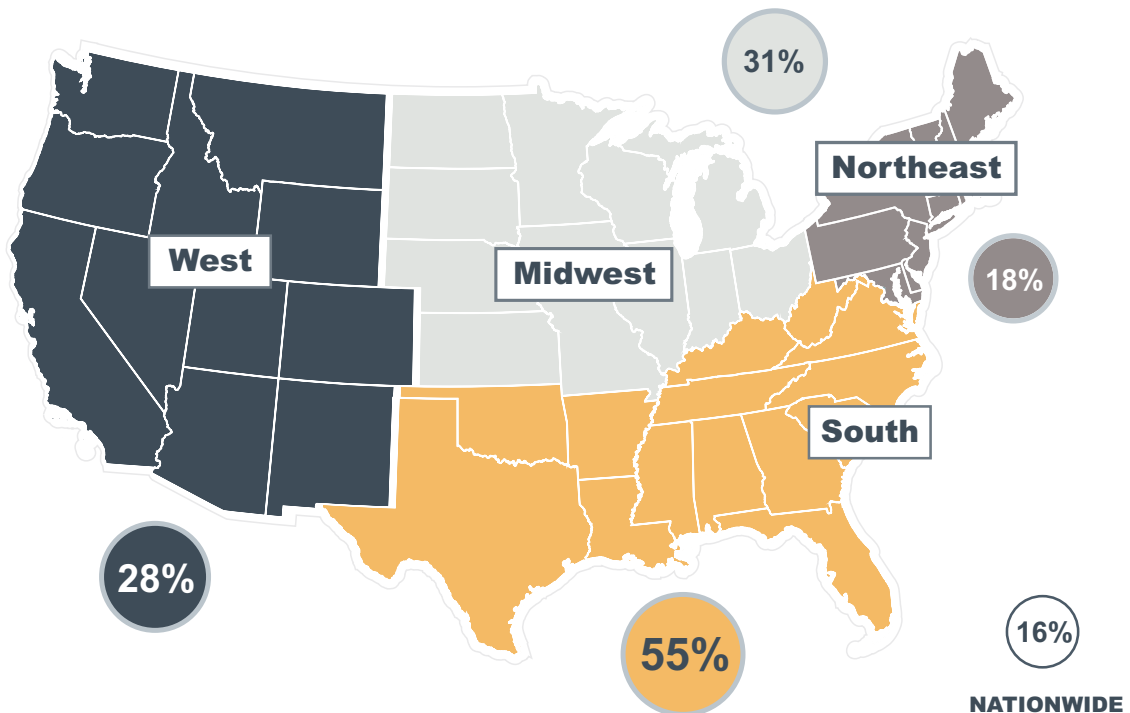 31%
Northeast
West
Midwest
18%
South
28%
55%
16%
NATIONWIDE